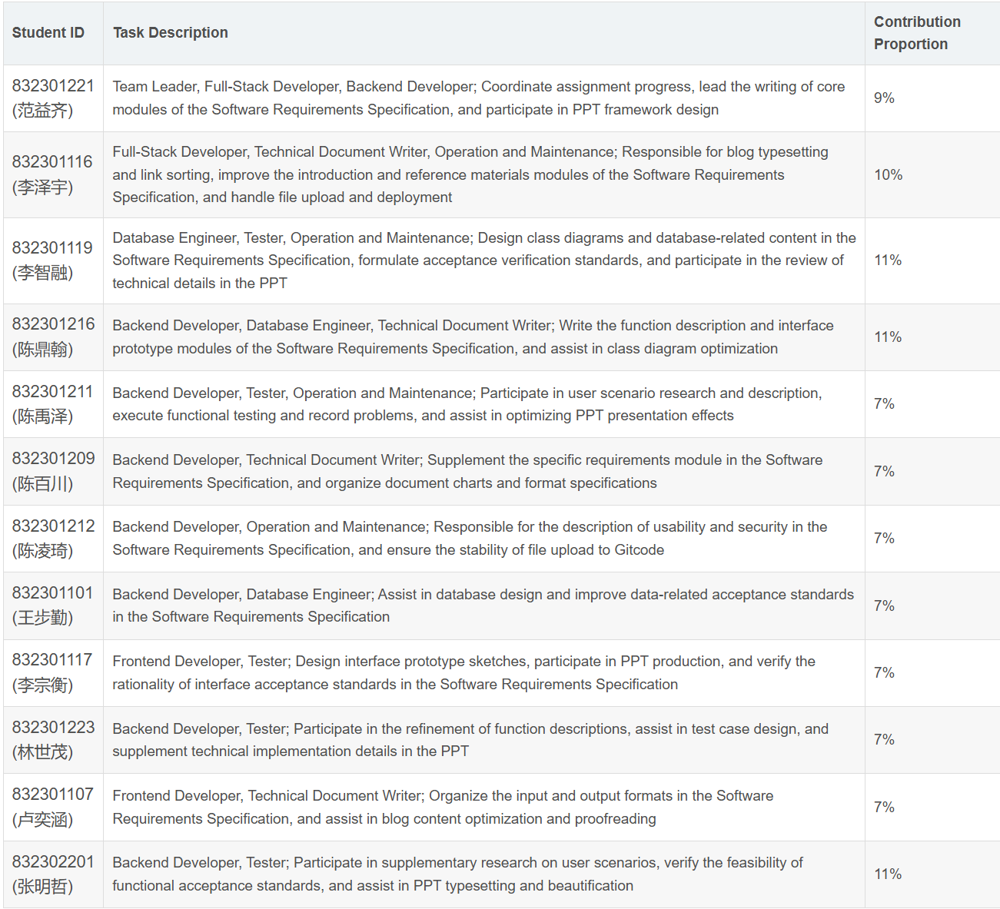 Student ID
Task Description
Contribution
Proportion
832301221
(范益齐)
Team Leader, Full-Stack Developer, Backend Developer; Coordinate assignment progress, lead the writing of core
modules of the Software Requirements Specification, and participate in PPT framework design
9%
832301116
(李泽宇)
Full-Stack Developer, Technical Document Writer, Operation and Maintenance; Responsible for blog typesetting
and link sorting, improve the introduction and reference materials modules of the Software Requirements
Specification, and handle file upload and deployment
10%
832301119
(李智融)
Database Engineer, Tester, Operation and Maintenance; Design class diagrams and database-related content in the
Software Requirements Specification, formulate acceptance verification standards, and participate in the review of
technical details in the PPT
11%
832301216
(陈鼎翰)
Backend Developer, Database Engineer, Technical Document Writer; Write the function description and interface
prototype modules of the Software Requirements Specification, and assist in class diagram optimization
11%
832301211
(陈禹泽)
Backend Developer, Tester, Operation and Maintenance; Participate in user scenario research and description,
execute functional testing and record problems, and assist in optimizing PPT presentation effects
7%
832301209
(陈百川)
Backend Developer, Technical Document Writer; Supplement the specific requirements module in the Software
Requirements Specification, and organize document charts and format specifications
7%
832301212
(陈凌琦)
Backend Developer, Operation and Maintenance; Responsible for the description of usability and security in the
Software Requirements Specification, and ensure the stability of file upload to Gitcode
7%
832301101
(王步勤)
Backend Developer, Database Engineer; Assist in database design and improve data-related acceptance standards
in the Software Requirements Specification
7%
832301117
(李宗衡)
Frontend Developer, Tester; Design interface prototype sketches, participate in PPT production, and verify the
rationality of interface acceptance standards in the Software Requirements Specification
7%
832301223
(林世茂)
Backend Developer, Tester; Participate in the refinement of function descriptions, assist in test case design, and
supplement technical implementation details in the PPT
7%
832301107
(卢奕涵)
Frontend Developer, Technical Document Writer; Organize the input and output formats in the Software
Requirements Specification, and assist in blog content optimization and proofreading
7%
832302201
(张明哲)
Backend Developer, Tester; Participate in supplementary research on user scenarios, verify the feasibility of
functional acceptance standards, and assist in PPT typesetting and beautification
11%